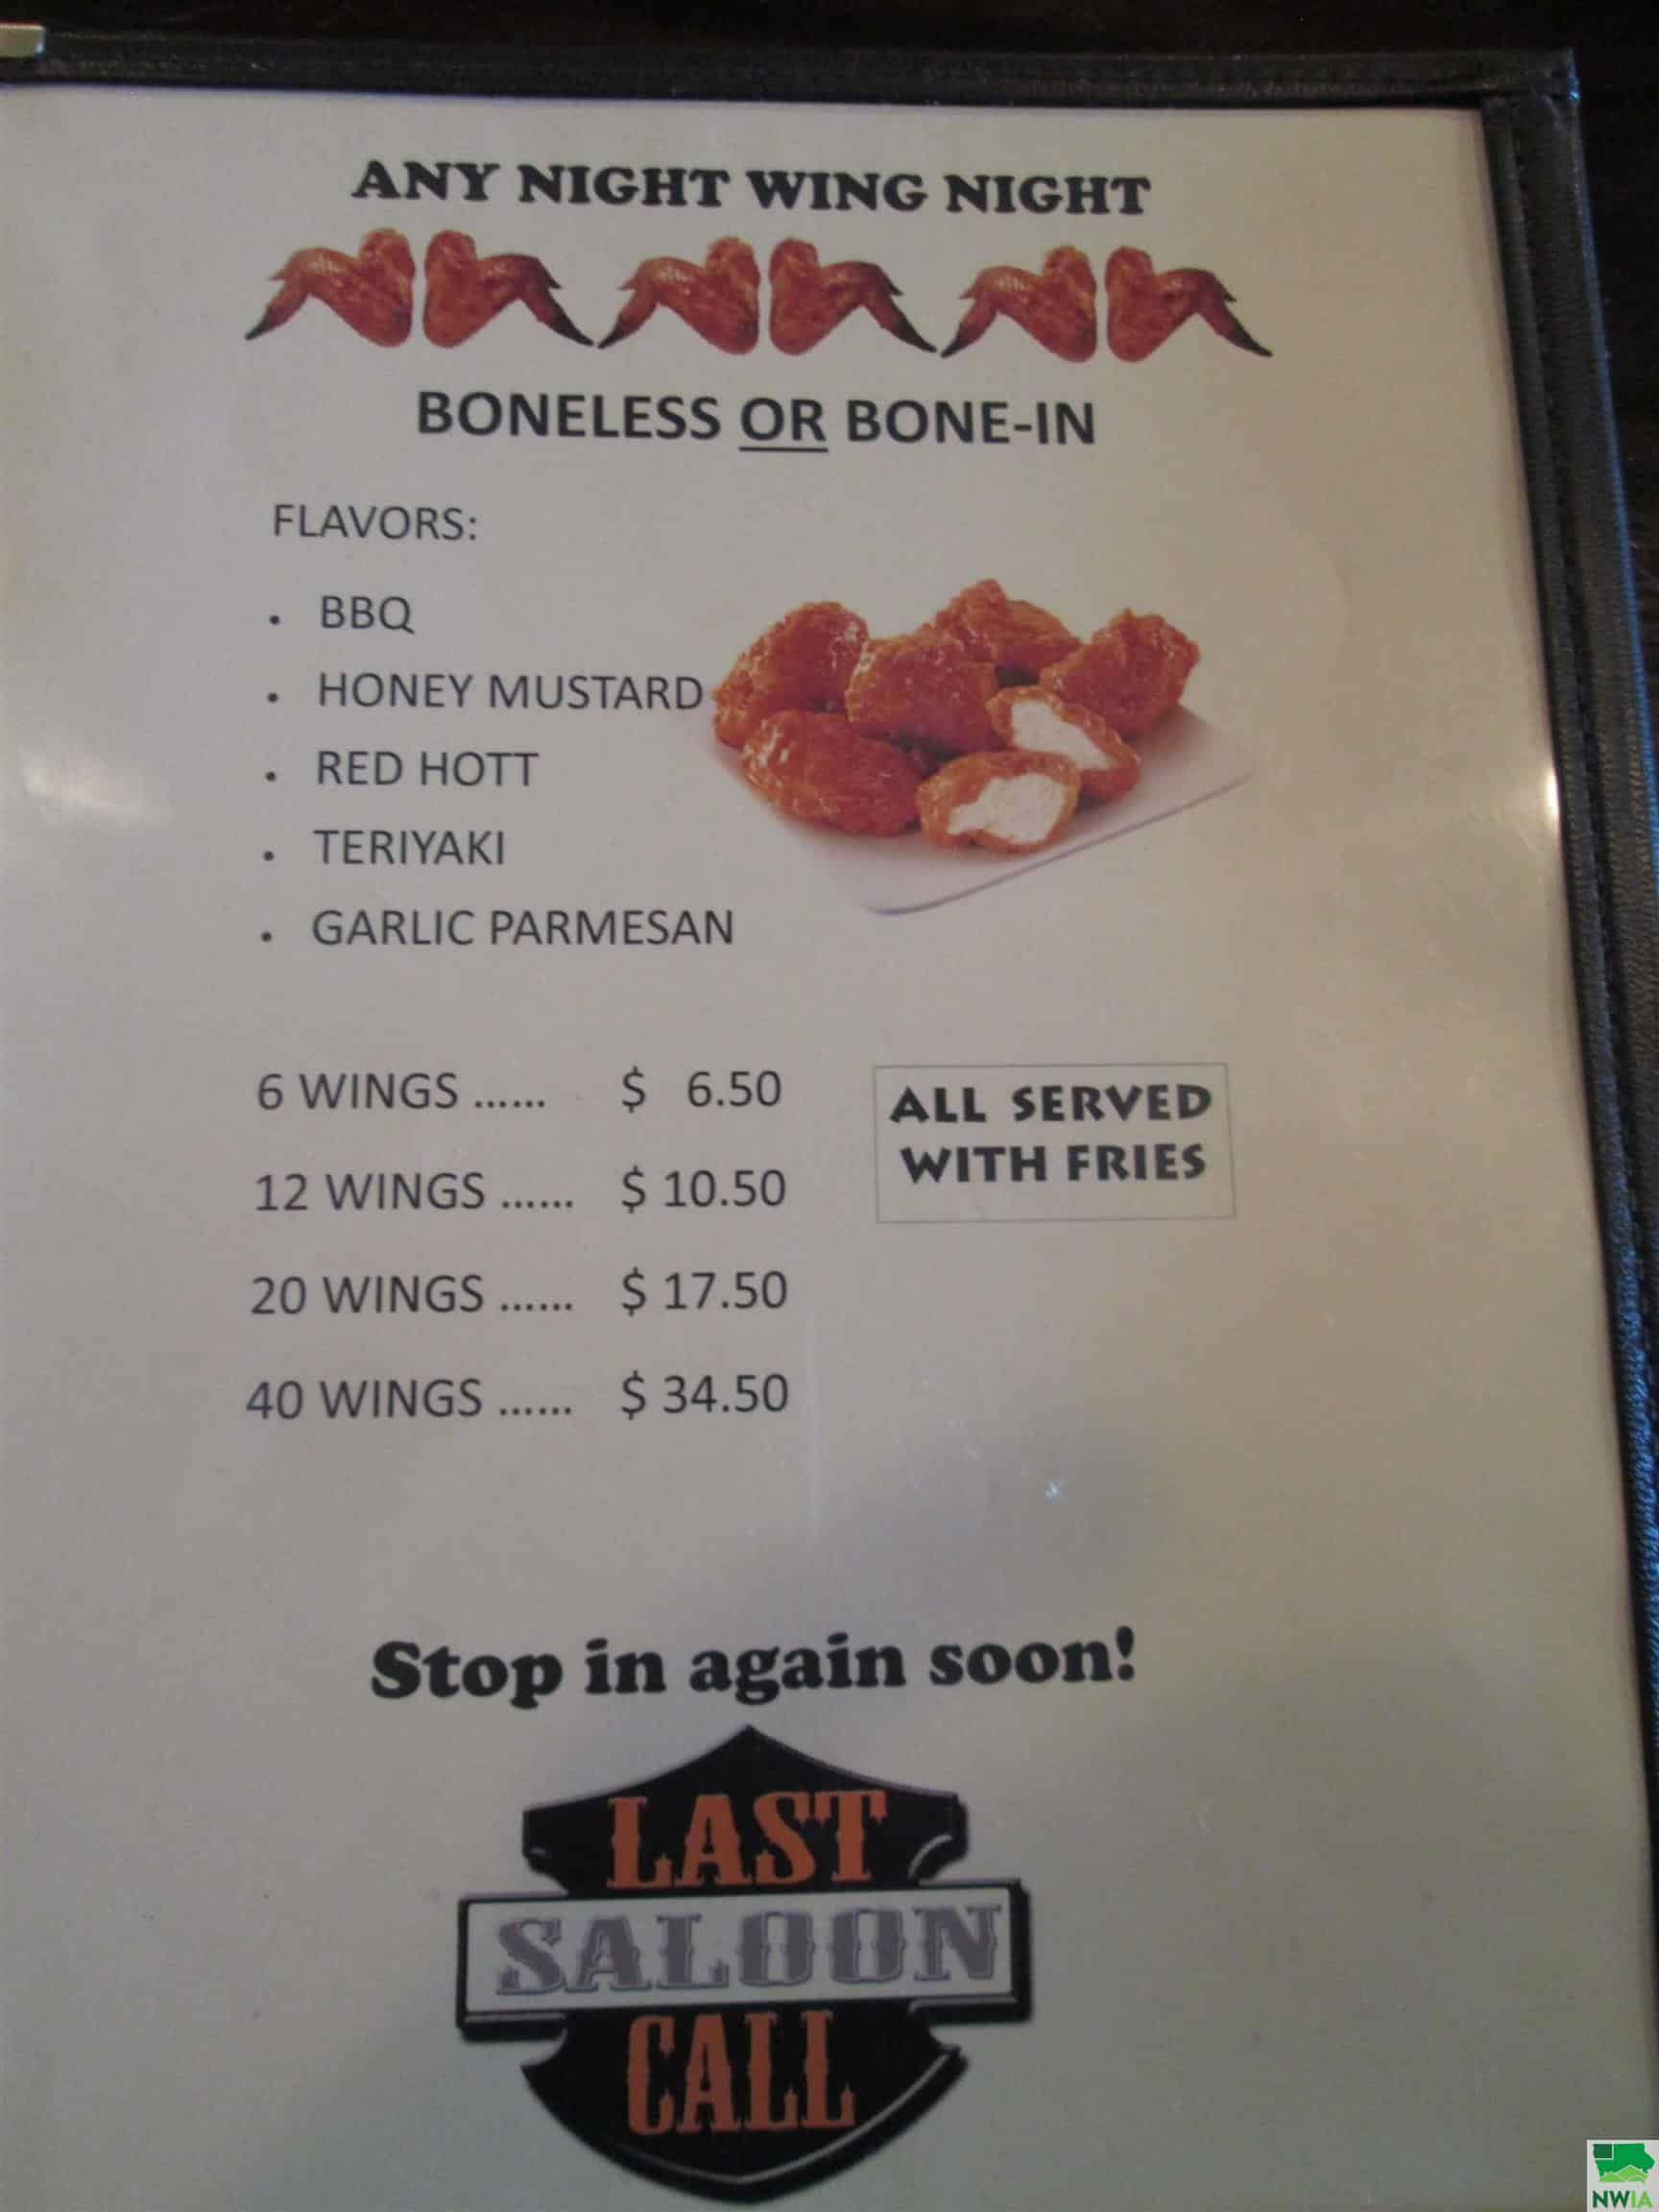 ANY NIGHT WING NIGHT
BONELESS OR BONE-IN
FLAVORS:
• BBQ
• HONEY MUSTARD
• RED HOTT
• TERIYAKI
• GARLIC PARMESAN
6 WINGS ...... $ 6.50
12 WINGS ...... $ 10.50
20 WINGS ...... $ 17.50
40 WINGS ...... $ 34.50
ALL SERVED
WITH FRIES
Stop in again soon!
LAST
SALOON
CALL
NWIA